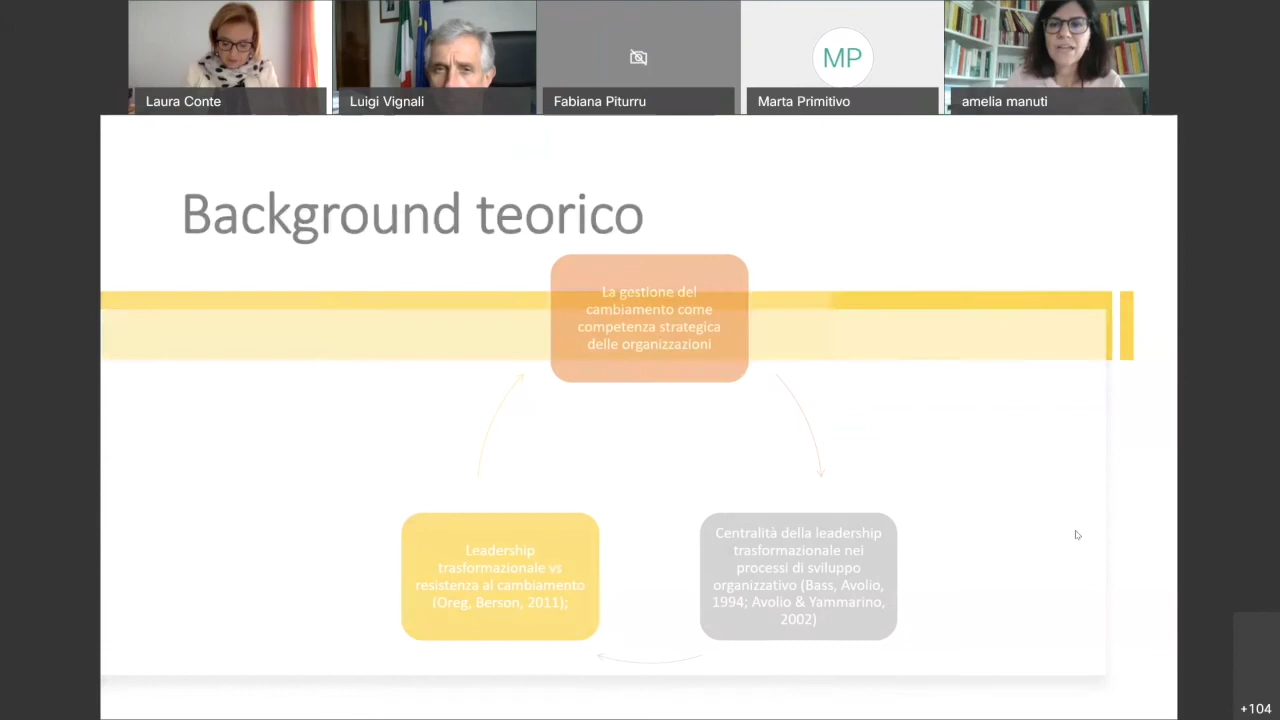 Laura Conte
Luigi Vignali
Fabiana Piturru
MP
Marta Primitivo
amelia manuti
Background teorico
La gestione del
cambiamento come
competenza strategica
delle organizzazioni
Leadership
trasformazionale vs
resistenza al cambiamento
(Oreg, Berson, 2011);
Centralità della leadership
trasformazionale nei
processi di sviluppo
organizzativo (Bass, Avolio,
1994; Avolio & Yammarino,
2002)
+104